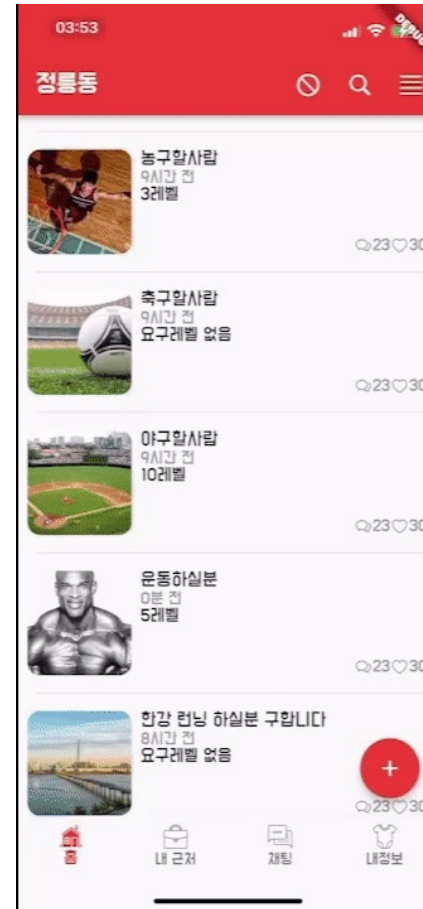 03:53
DEBUG
정릉동
농구할사람
9시간 전
3레벨
23 30
축구할사람
9시간 전
요구레벨 없음
23 30
야구할사람
9시간 전
10레벨
23 30
운동하실분
0분 전
5레벨
23 30
한강 런닝 하실분 구합니다
8시간 전
요구레벨 없음
+
23 30
홈
내 근처
채팅
내정보